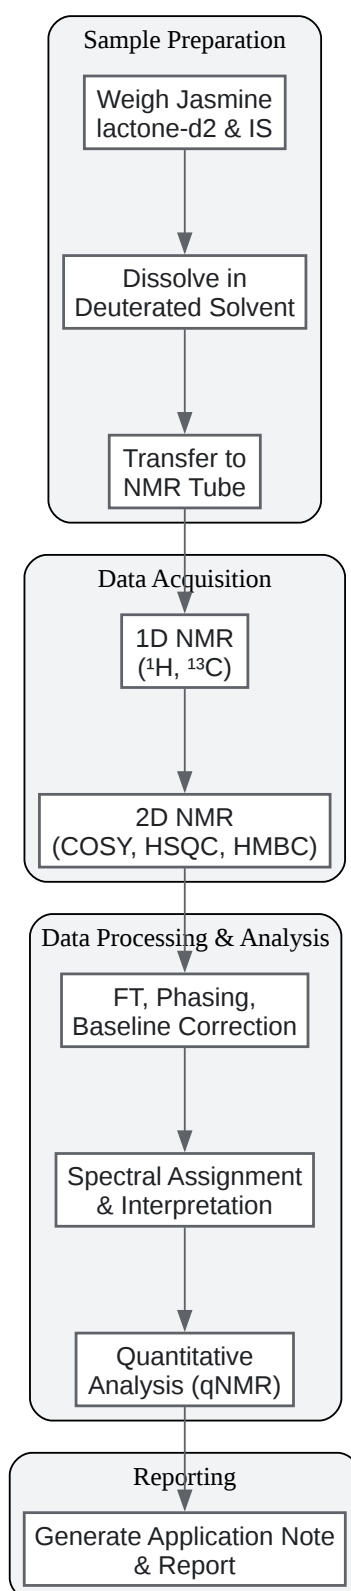 Sample Preparation
Weigh Jasmine
lactone-d2 & IS
Dissolve in
Deuterated Solvent
Transfer to
NMR Tube
Data Acquisition
1D NMR
(¹H, ¹³C)
2D NMR
(COSY, HSQC, HMBC)
Data Processing & Analysis
FT, Phasing,
Baseline Correction
Spectral Assignment
& Interpretation
Quantitative
Analysis (qNMR)
Reporting
Generate Application Note
& Report